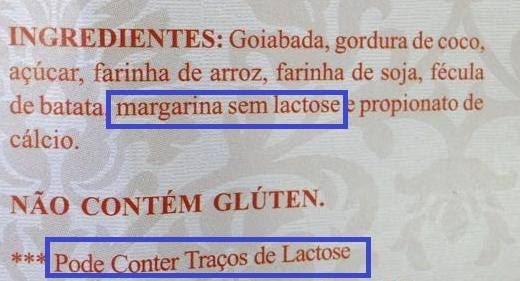 INGREDIENTES: Goiabada, gordura de coco,
açúcar, farinha de arroz, farinha de soja, fécula
de batata, margarina sem lactose e propionato de
cálcio.
NÃO CONTÉM GLÚTEN.
*** Pode Conter Traços de Lactose